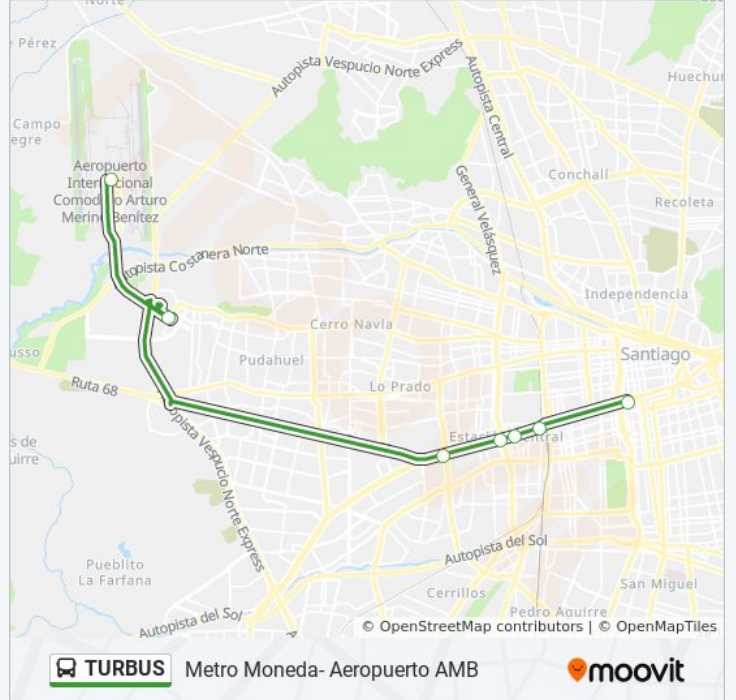 Norte
Pérez
Autopista Vespucio Norte Express
Autopista Central
Huechur
Campo
egre
Aeropuerto
Internacional
Comodoro Arturo
Merino Benítez
Conchalí
General Velásquez
Recoleta
Costanera Norte
Independencia
Cerro Navia
Santiago
usso
Pudahuel
Ruta 68
Lo Prado
s de
uirre
Estación Central
Autopista Vespucio Norte Express
Autopista del Sol
Pueblito
La Farfana
Cerrillos
San Miguel
Pedro Aguirre
Autopista del Sol
A
© OpenStreetMap contributors | © OpenMapTiles
TURBUS Metro Moneda- Aeropuerto AMB moovit